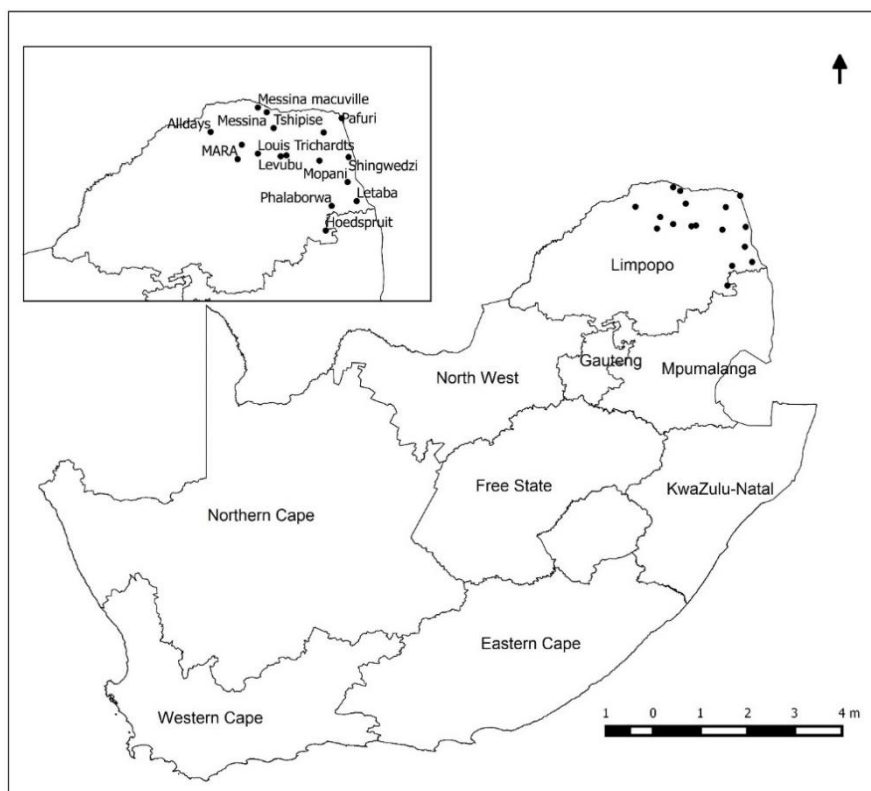 Messina macuville
Messina Tshipise
Pafuri
Alldays
MARA
Louis Trichardts
Levubu
Shingwedzi
Mopani
Phalaborwa
Letaba
Hoedspruit
Limpopo
Gauteng
North West
Mpumalanga
Free State
KwaZulu-Natal
Northern Cape
Eastern Cape
Western Cape
1 0 1 2 3 4 m